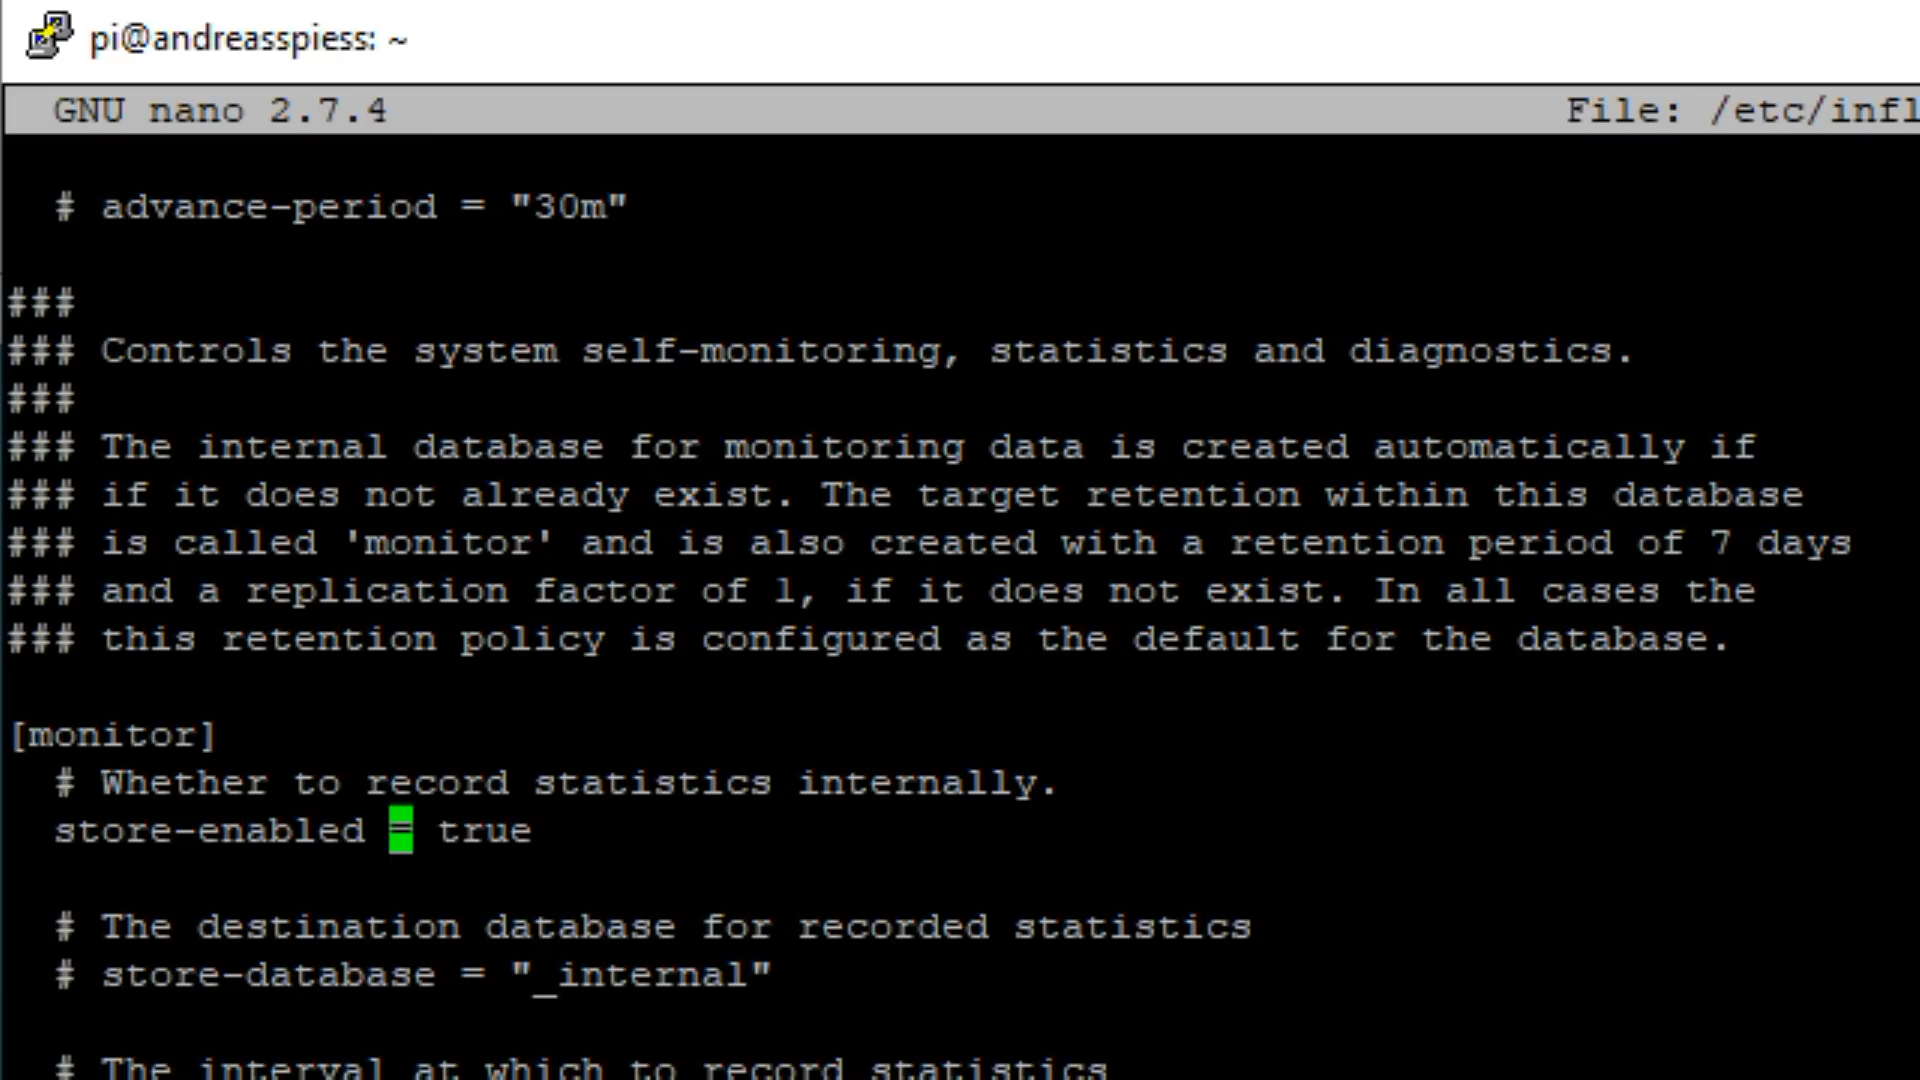 pi@andreasspiess: ~
GNU nano 2.7.4 File: /etc/infl
# advance-period = "30m"
###
### Controls the system self-monitoring, statistics and diagnostics.
###
### The internal database for monitoring data is created automatically if
### if it does not already exist. The target retention within this database
### is called 'monitor' and is also created with a retention period of 7 days
### and a replication factor of 1, if it does not exist. In all cases the
### this retention policy is configured as the default for the database.
[monitor]
# Whether to record statistics internally.
store-enabled = true
# The destination database for recorded statistics
# store-database = "_internal"
# The interval at which to record statistics